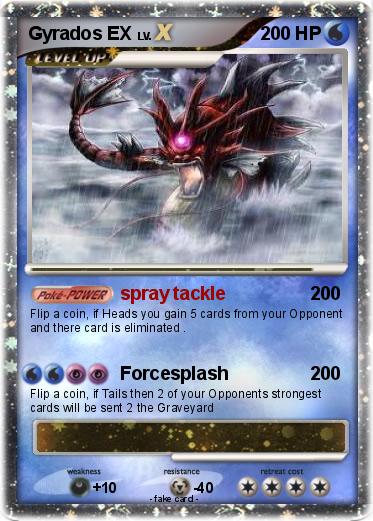 Gyrados EX LV. X 200 HP
LEVEL-UP
Poké-POWER spray tackle 200
Flip a coin, if Heads you gain 5 cards from your Opponent
and there card is eliminated .
Forcesplash 200
Flip a coin, if Tails then 2 of your Opponents strongest
cards will be sent 2 the Graveyard
weakness resistance retreat cost
+10 -40
- fake card -